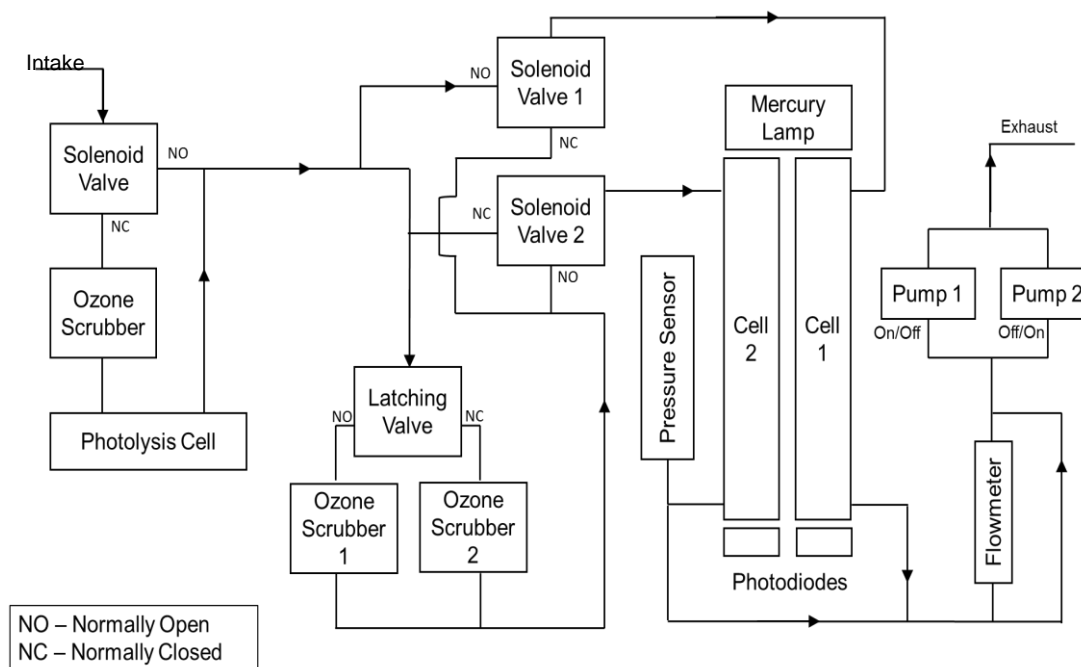 Intake
Solenoid
Valve
NO
NC
Ozone
Scrubber
Photolysis Cell
NO
Solenoid
Valve 1
NC
NC
Solenoid
Valve 2
NO
Latching
Valve
NO
NC
Ozone
Scrubber
1
Ozone
Scrubber
2
Pressure Sensor
Mercury
Lamp
Cell
2
Cell
1
Photodiodes
Exhaust
Pump 1
On/Off
Pump 2
Off/On
Flowmeter
NO – Normally Open
NC – Normally Closed